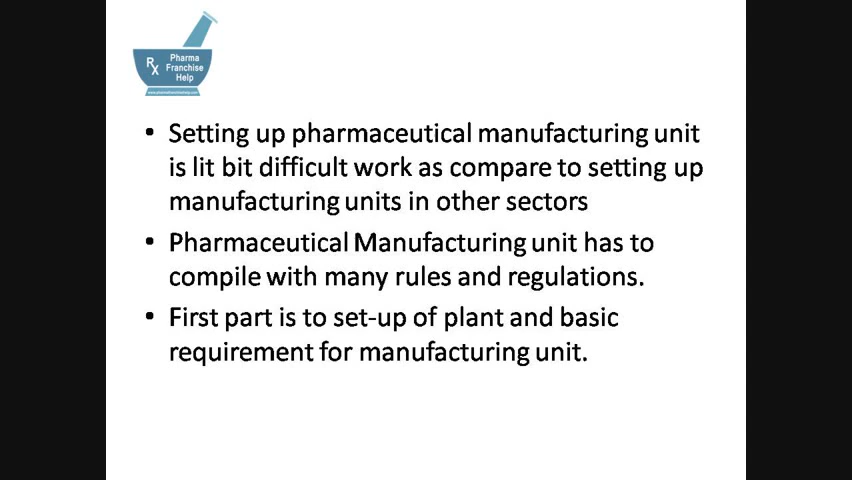 Pharma
Rx Franchise
Help
www.pharmafranchisehelp.com
• Setting up pharmaceutical manufacturing unit
is lit bit difficult work as compare to setting up
manufacturing units in other sectors
• Pharmaceutical Manufacturing unit has to
compile with many rules and regulations.
• First part is to set-up of plant and basic
requirement for manufacturing unit.